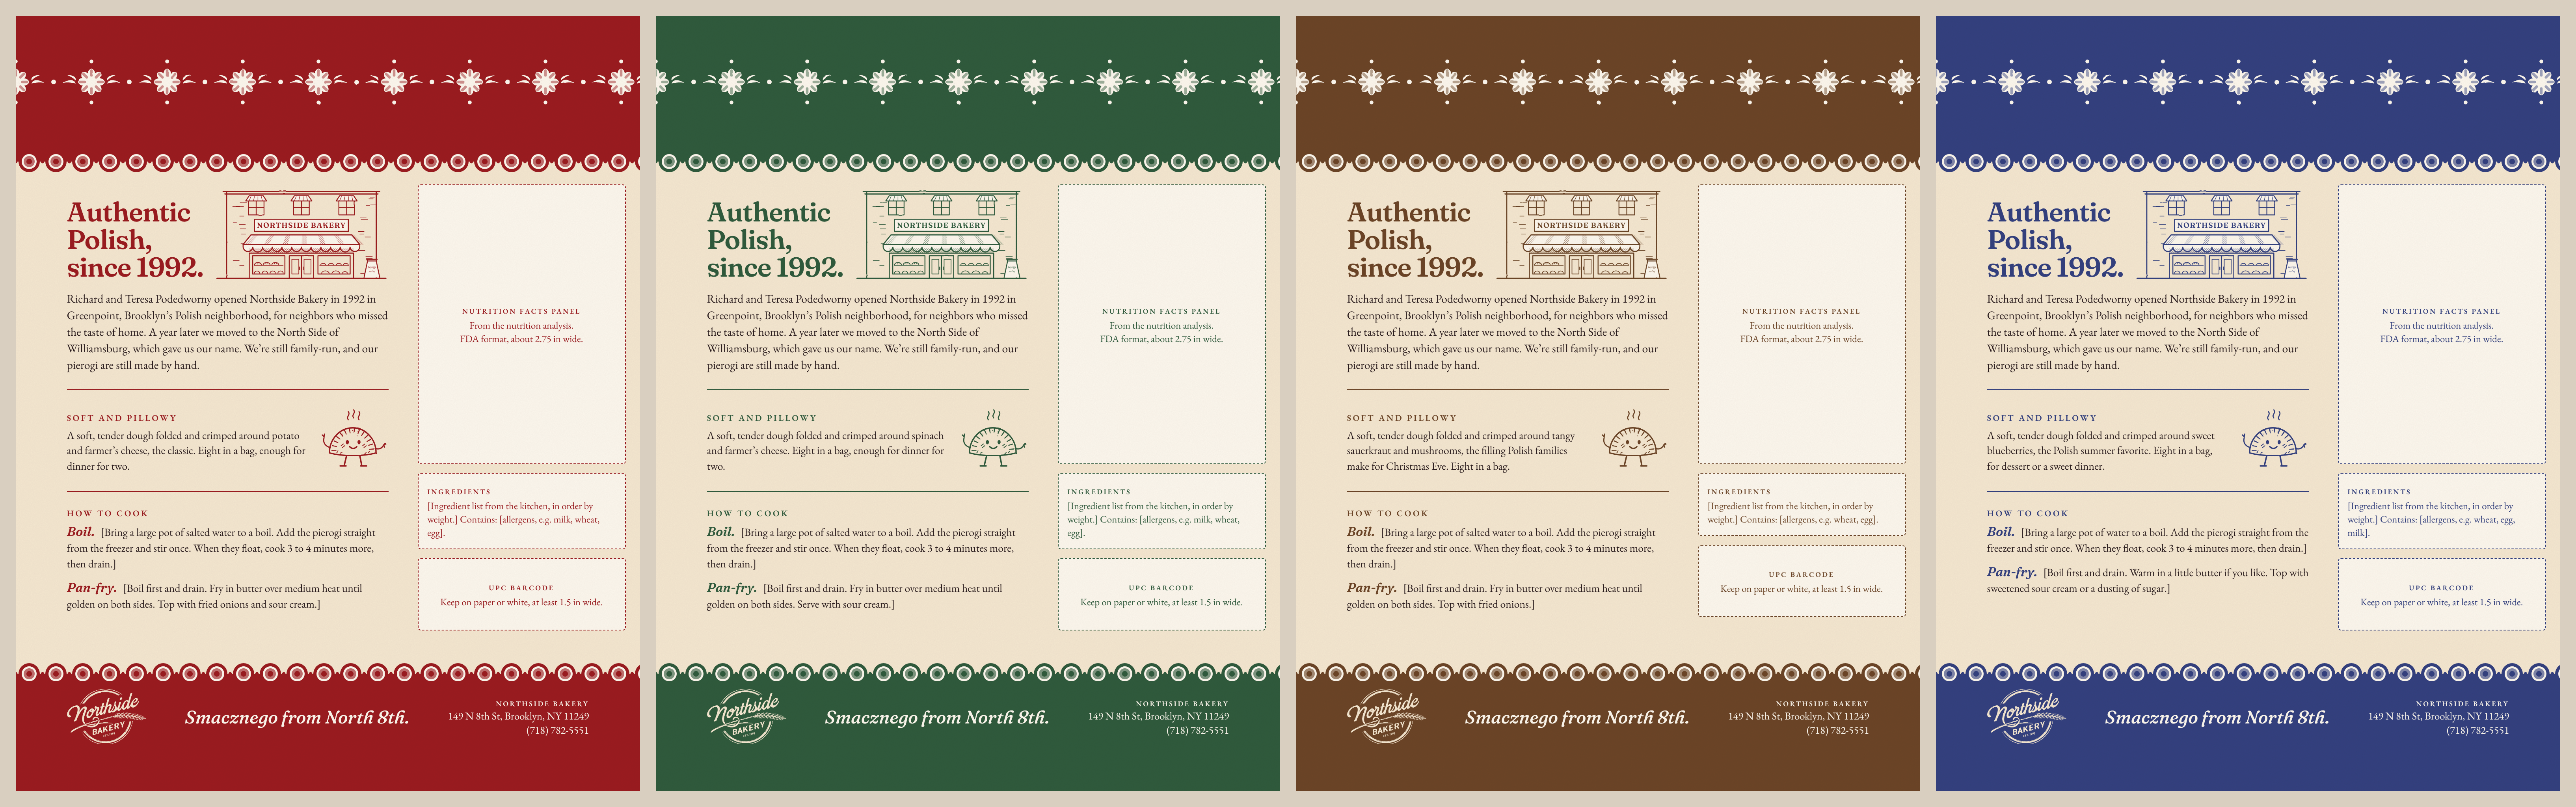 Authentic
Polish,
since 1992.
NORTHSIDE BAKERY
Richard and Teresa Podedworny opened Northside Bakery in 1992 in
Greenpoint, Brooklyn’s Polish neighborhood, for neighbors who missed
the taste of home. A year later we moved to the North Side of
Williamsburg, which gave us our name. We’re still family-run, and our
pierogi are still made by hand.
SOFT AND PILLOWY
A soft, tender dough folded and crimped around potato
and farmer’s cheese, the classic. Eight in a bag, enough for
dinner for two.
HOW TO COOK
Boil. [Bring a large pot of salted water to a boil. Add the pierogi straight
from the freezer and stir once. When they float, cook 3 to 4 minutes more,
then drain.]
Pan-fry. [Boil first and drain. Fry in butter over medium heat until
golden on both sides. Top with fried onions and sour cream.]
NUTRITION FACTS PANEL
From the nutrition analysis.
FDA format, about 2.75 in wide.
INGREDIENTS
[Ingredient list from the kitchen, in order by
weight.] Contains: [allergens, e.g. milk, wheat,
egg].
UPC BARCODE
Keep on paper or white, at least 1.5 in wide.
Northside
BAKERY
Smacznego from North 8th.
NORTHSIDE BAKERY
149 N 8th St, Brooklyn, NY 11249
(718) 782-5551
Authentic
Polish,
since 1992.
NORTHSIDE BAKERY
Richard and Teresa Podedworny opened Northside Bakery in 1992 in
Greenpoint, Brooklyn’s Polish neighborhood, for neighbors who missed
the taste of home. A year later we moved to the North Side of
Williamsburg, which gave us our name. We’re still family-run, and our
pierogi are still made by hand.
SOFT AND PILLOWY
A soft, tender dough folded and crimped around spinach
and farmer’s cheese. Eight in a bag, enough for dinner for
two.
HOW TO COOK
Boil. [Bring a large pot of salted water to a boil. Add the pierogi straight
from the freezer and stir once. When they float, cook 3 to 4 minutes more,
then drain.]
Pan-fry. [Boil first and drain. Fry in butter over medium heat until
golden on both sides. Serve with sour cream.]
NUTRITION FACTS PANEL
From the nutrition analysis.
FDA format, about 2.75 in wide.
INGREDIENTS
[Ingredient list from the kitchen, in order by
weight.] Contains: [allergens, e.g. milk, wheat,
egg].
UPC BARCODE
Keep on paper or white, at least 1.5 in wide.
Northside
BAKERY
Smacznego from North 8th.
NORTHSIDE BAKERY
149 N 8th St, Brooklyn, NY 11249
(718) 782-5551
Authentic
Polish,
since 1992.
NORTHSIDE BAKERY
Richard and Teresa Podedworny opened Northside Bakery in 1992 in
Greenpoint, Brooklyn’s Polish neighborhood, for neighbors who missed
the taste of home. A year later we moved to the North Side of
Williamsburg, which gave us our name. We’re still family-run, and our
pierogi are still made by hand.
SOFT AND PILLOWY
A soft, tender dough folded and crimped around tangy
sauerkraut and mushrooms, the filling Polish families
make for Christmas Eve. Eight in a bag.
HOW TO COOK
Boil. [Bring a large pot of salted water to a boil. Add the pierogi straight
from the freezer and stir once. When they float, cook 3 to 4 minutes more,
then drain.]
Pan-fry. [Boil first and drain. Fry in butter over medium heat until
golden on both sides. Top with fried onions.]
NUTRITION FACTS PANEL
From the nutrition analysis.
FDA format, about 2.75 in wide.
INGREDIENTS
[Ingredient list from the kitchen, in order by
weight.] Contains: [allergens, e.g. wheat, egg].
UPC BARCODE
Keep on paper or white, at least 1.5 in wide.
Northside
BAKERY
Smacznego from North 8th.
NORTHSIDE BAKERY
149 N 8th St, Brooklyn, NY 11249
(718) 782-5551
Authentic
Polish,
since 1992.
NORTHSIDE BAKERY
Richard and Teresa Podedworny opened Northside Bakery in 1992 in
Greenpoint, Brooklyn’s Polish neighborhood, for neighbors who missed
the taste of home. A year later we moved to the North Side of
Williamsburg, which gave us our name. We’re still family-run, and our
pierogi are still made by hand.
SOFT AND PILLOWY
A soft, tender dough folded and crimped around sweet
blueberries, the Polish summer favorite. Eight in a bag,
for dessert or a sweet dinner.
HOW TO COOK
Boil. [Bring a large pot of water to a boil. Add the pierogi straight from the
freezer and stir once. When they float, cook 3 to 4 minutes more, then drain.]
Pan-fry. [Boil first and drain. Warm in a little butter if you like. Top with
sweetened sour cream or a dusting of sugar.]
NUTRITION FACTS PANEL
From the nutrition analysis.
FDA format, about 2.75 in wide.
INGREDIENTS
[Ingredient list from the kitchen, in order by
weight.] Contains: [allergens, e.g. wheat, egg,
milk].
UPC BARCODE
Keep on paper or white, at least 1.5 in wide.
Northside
BAKERY
Smacznego from North 8th.
NORTHSIDE BAKERY
149 N 8th St, Brooklyn, NY 11249
(718) 782-5551